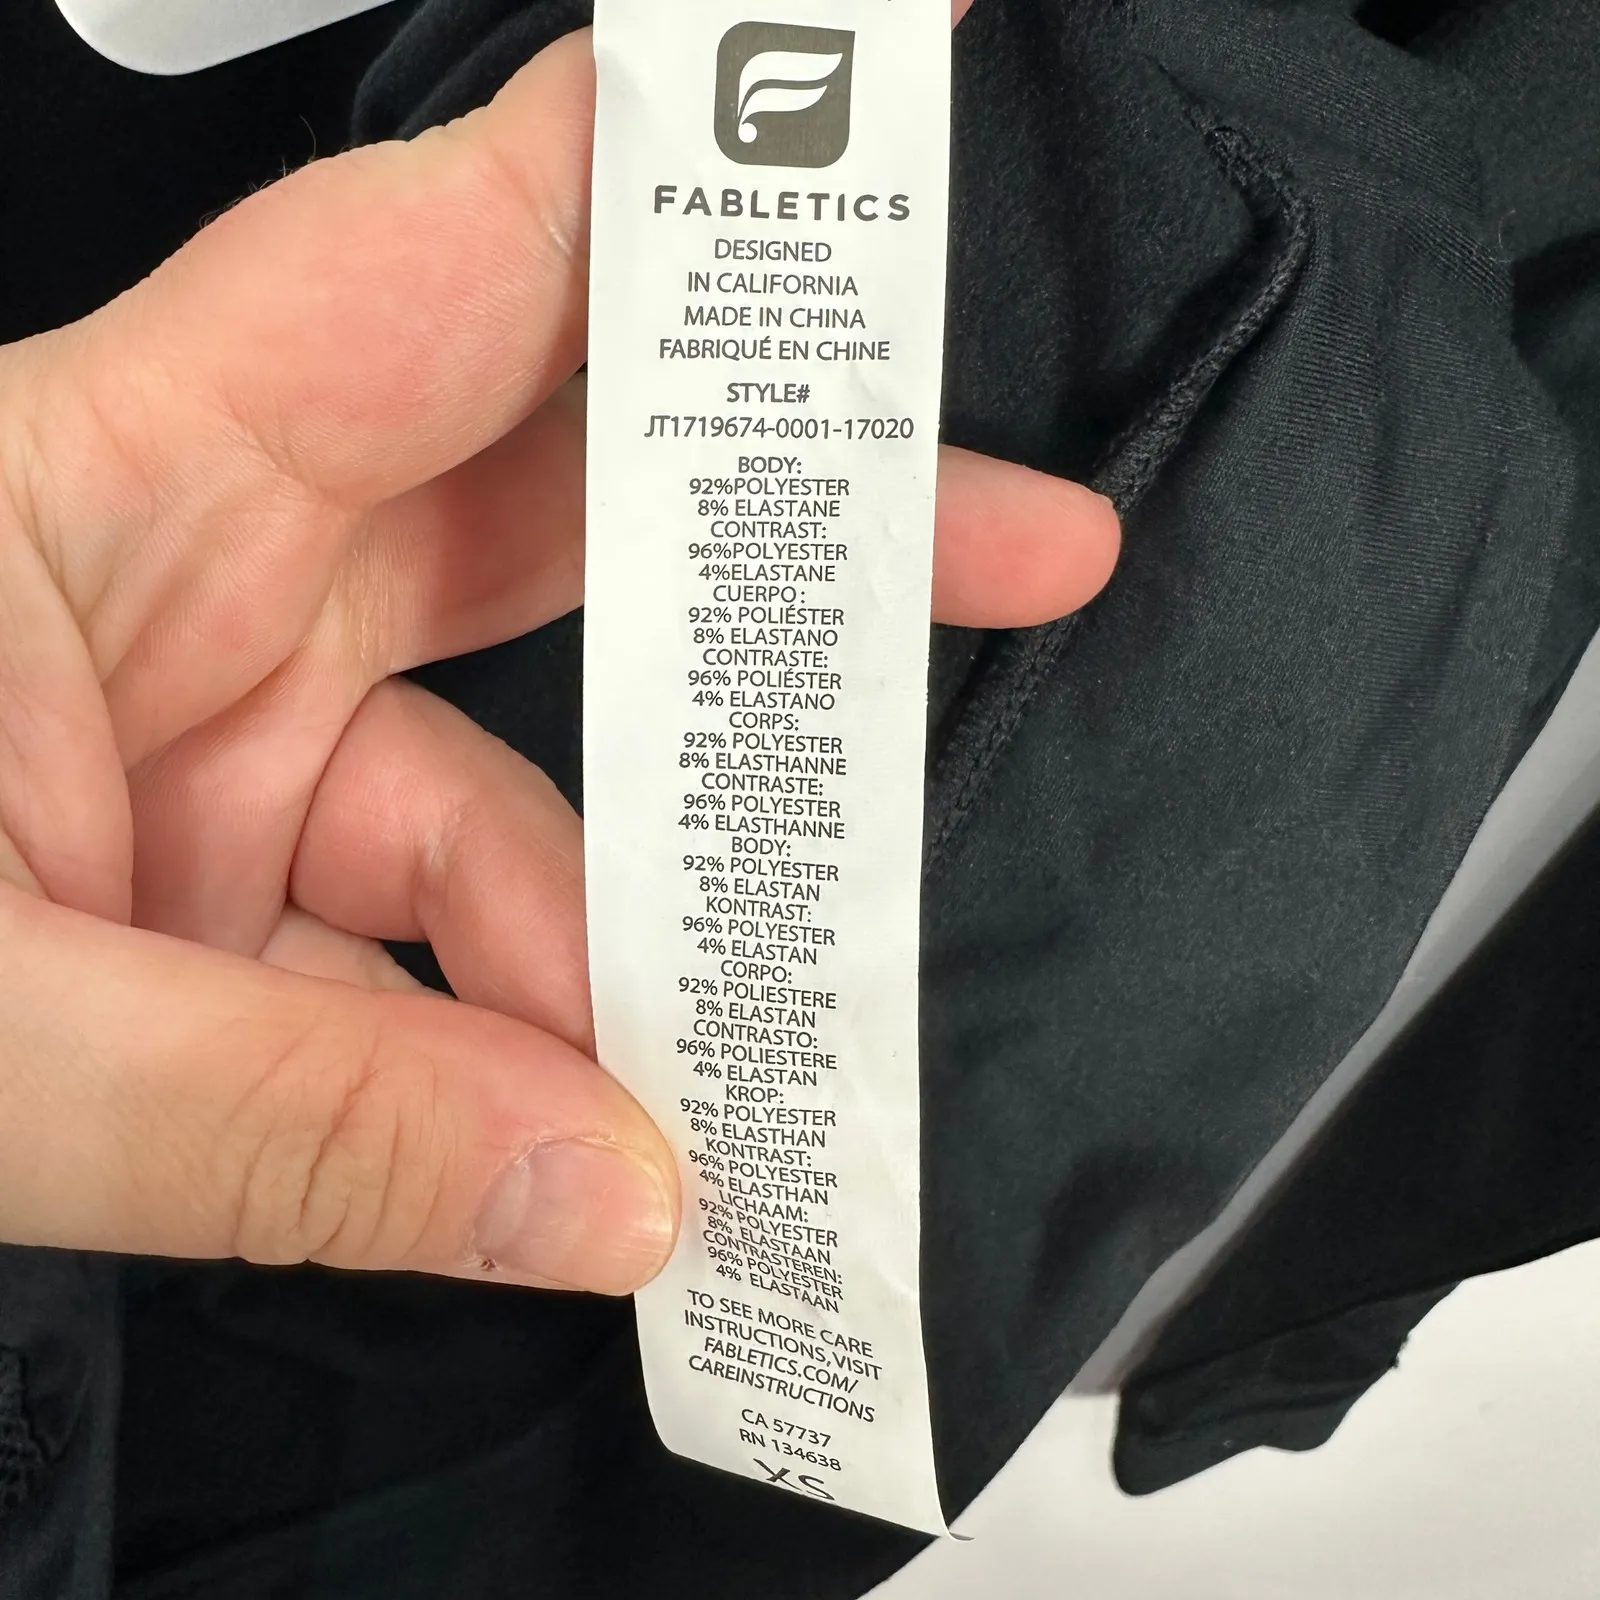 FABLETICS
DESIGNED
IN CALIFORNIA
MADE IN CHINA
FABRIQUÉ EN CHINE
STYLE#
JT1719674-0001-17020
BODY:
92%POLYESTER
8% ELASTANE
CONTRAST:
96%POLYESTER
4%ELASTANE
CUERPO:
92% POLIÉSTER
8% ELASTANO
CONTRASTE:
96% POLIÉSTER
4% ELASTANO
CORPS:
92% POLYESTER
8% ELASTHANNE
CONTRASTE:
96% POLYESTER
4% ELASTHANNE
BODY:
92% POLYESTER
8% ELASTAN
KONTRAST:
96% POLYESTER
4% ELASTAN
CORPO:
92% POLIESTERE
8% ELASTAN
CONTRASTO:
96% POLIESTERE
4% ELASTAN
KROP:
92% POLYESTER
8% ELASTHAN
KONTRAST:
96% POLYESTER
4% ELASTHAN
LICHAAM:
92% POLYESTER
8% ELASTAAN
CONTRASTEREN:
96% POLYESTER
4% ELASTAAN
TO SEE MORE CARE
INSTRUCTIONS,VISIT
FABLETICS.COM/
CAREINSTRUCTIONS
CA 57737
RN 134638
XS